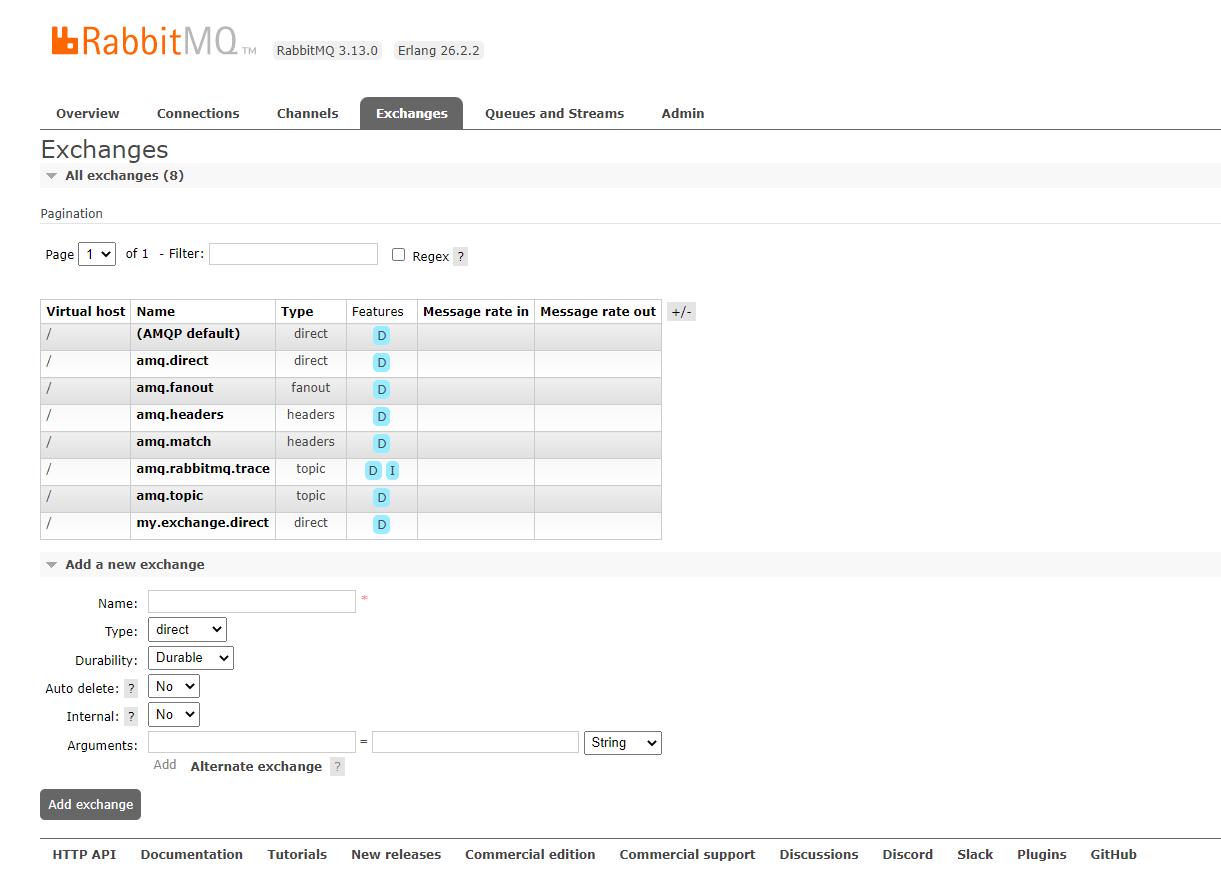 RabbitMQ TM RabbitMQ 3.13.0 Erlang 26.2.2
Overview Connections Channels Exchanges Queues and Streams Admin
Exchanges
All exchanges (8)
Pagination
Page 1 of 1 - Filter: Regex ?
Virtual host Name Type Features Message rate in Message rate out +/-
/ (AMQP default) direct D
/ amq.direct direct D
/ amq.fanout fanout D
/ amq.headers headers D
/ amq.match headers D
/ amq.rabbitmq.trace topic D I
/ amq.topic topic D
/ my.exchange.direct direct D
Add a new exchange
Name: *
Type: direct
Durability: Durable
Auto delete: ? No
Internal: ? No
Arguments: = String
Add Alternate exchange ?
Add exchange
HTTP API Documentation Tutorials New releases Commercial edition Commercial support Discussions Discord Slack Plugins GitHub